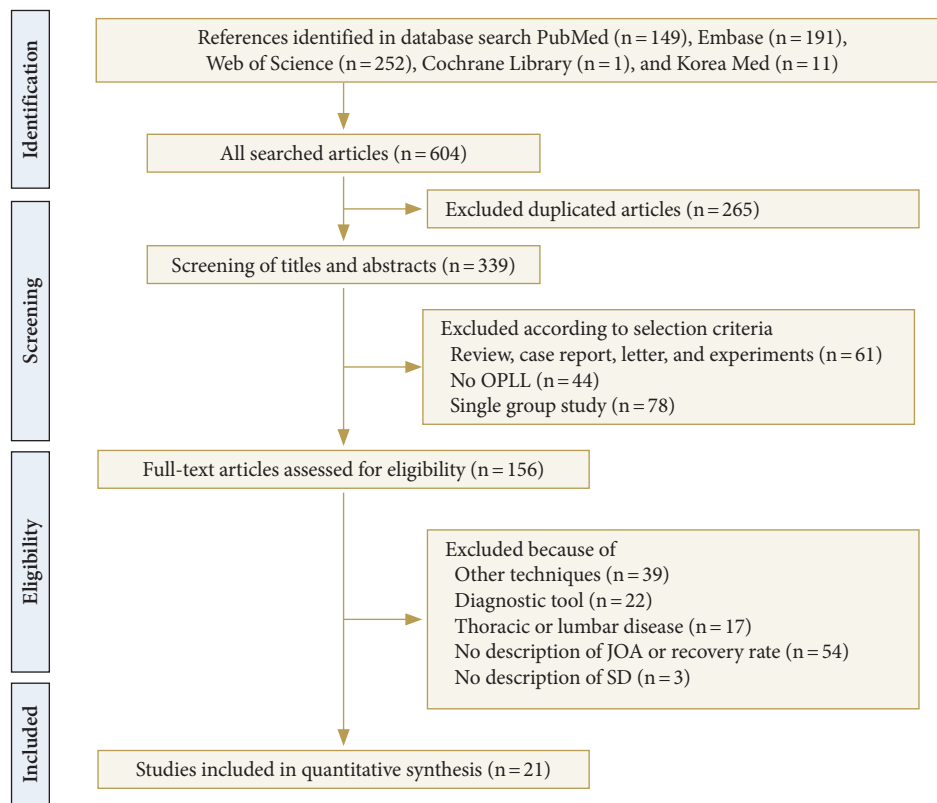 Identification
References identified in database search PubMed (n=149), Embase (n=191),
Web of Science (n=252), Cochrane Library (n=1), and Korea Med (n=11)
All searched articles (n=604)
Screening
Excluded duplicated articles (n=265)
Screening of titles and abstracts (n=339)
Excluded according to selection criteria
Review, case report, letter, and experiments (n=61)
No OPLL (n=44)
Single group study (n=78)
Eligibility
Full-text articles assessed for eligibility (n=156)
Excluded because of
Other techniques (n=39)
Diagnostic tool (n=22)
Thoracic or lumbar disease (n=17)
No description of JOA or recovery rate (n=54)
No description of SD (n=3)
Included
Studies included in quantitative synthesis (n=21)